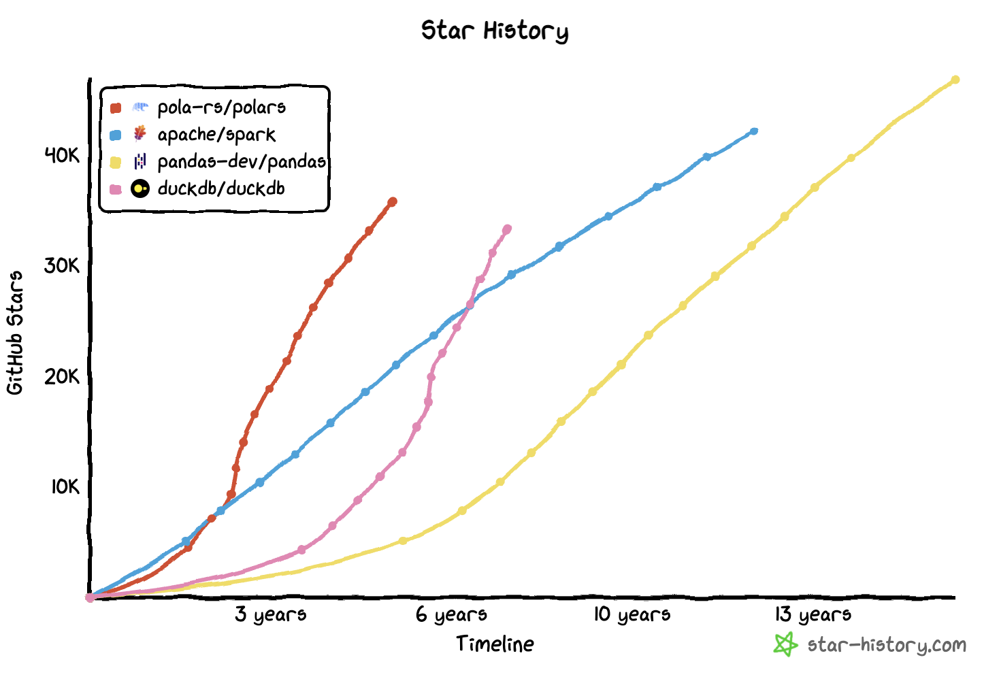 Star History
pola-rs/polars
apache/spark
pandas-dev/pandas
duckdb/duckdb
40K
30K
20K
10K
GitHub Stars
3 years
6 years
10 years
13 years
Timeline
star-history.com